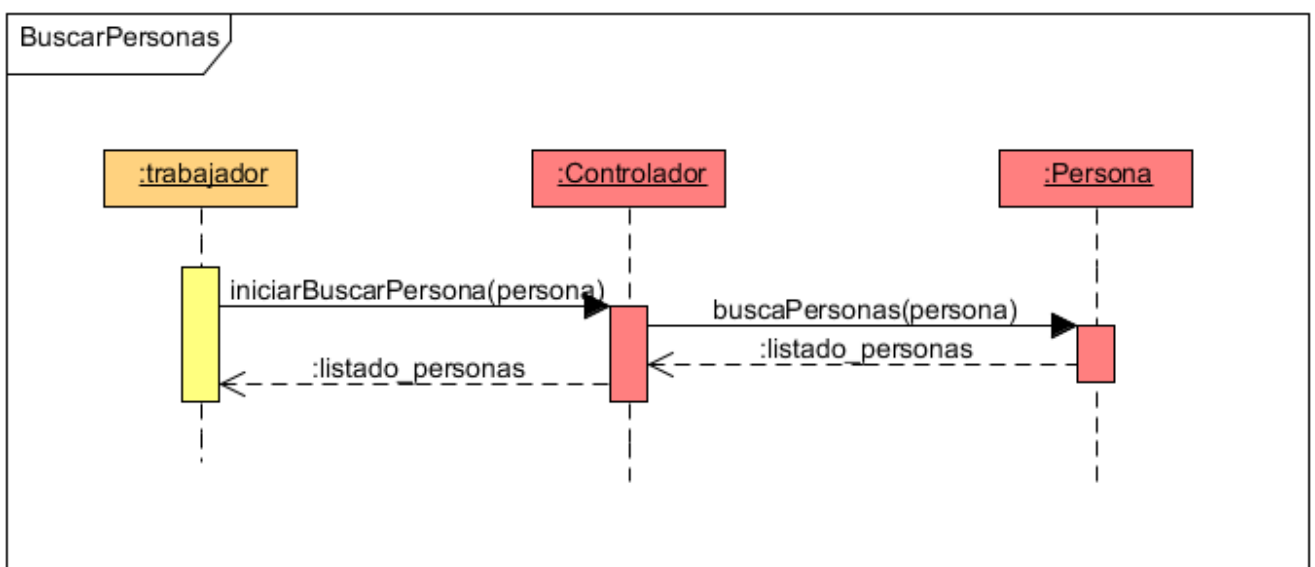 BuscarPersonas
:trabajador
:Controlador
:Persona
iniciarBuscarPersona(persona)
buscaPersonas(persona)
:listado_personas
:listado_personas